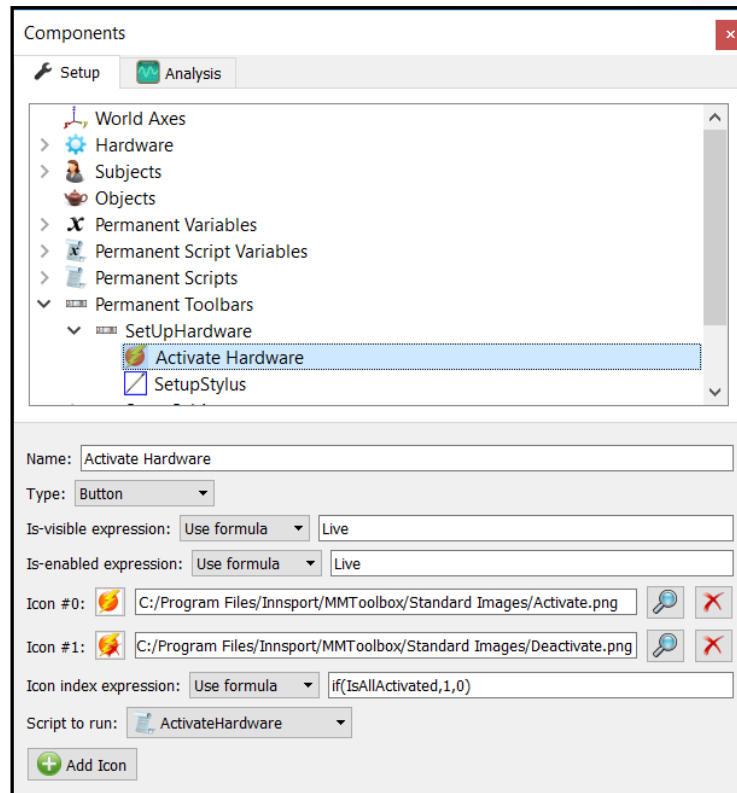 Components
Setup Analysis
World Axes
Hardware
Subjects
Objects
Permanent Variables
Permanent Script Variables
Permanent Scripts
Permanent Toolbars
SetUpHardware
Activate Hardware
SetupStylus
Name: Activate Hardware
Type: Button
Is-visible expression: Use formula Live
Is-enabled expression: Use formula Live
Icon #0: C:/Program Files/Innsport/MMToolbox/Standard Images/Activate.png
Icon #1: C:/Program Files/Innsport/MMToolbox/Standard Images/Deactivate.png
Icon index expression: Use formula if(IsAllActivated,1,0)
Script to run: ActivateHardware
Add Icon